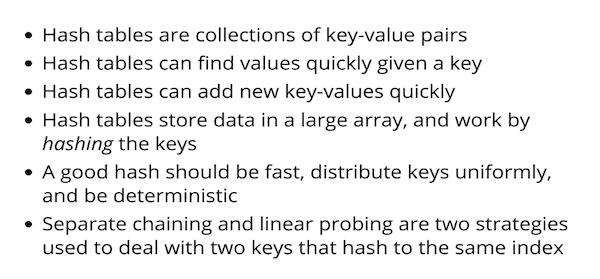 • Hash tables are collections of key-value pairs
• Hash tables can find values quickly given a key
• Hash tables can add new key-values quickly
• Hash tables store data in a large array, and work by
hashing the keys
• A good hash should be fast, distribute keys uniformly,
and be deterministic
• Separate chaining and linear probing are two strategies
used to deal with two keys that hash to the same index